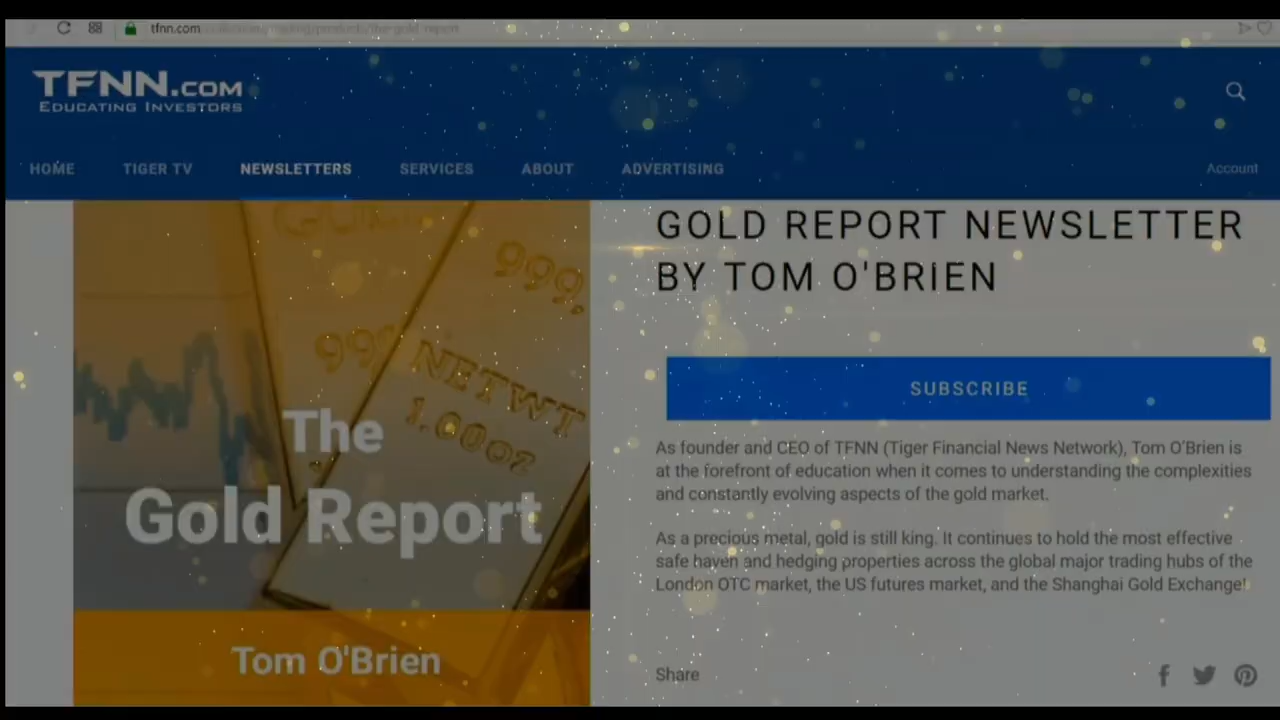 tfnn.com
TFNN.COM
EDUCATING INVESTORS
HOME
TIGER TV
NEWSLETTERS
SERVICES
ABOUT
ADVERTISING
Account
999.
99
NETWT
1.00OZ
The
Gold Report
Tom O'Brien
GOLD REPORT NEWSLETTER
BY TOM O'BRIEN
SUBSCRIBE
As founder and CEO of TFNN (Tiger Financial News Network), Tom O'Brien is
at the forefront of education when it comes to understanding the complexities
and constantly evolving aspects of the gold market.
As a precious metal, gold is still king. It continues to hold the most effective
safe haven and hedging properties across the global major trading hubs of the
London OTC market, the US futures market, and the Shanghai Gold Exchange!
Share